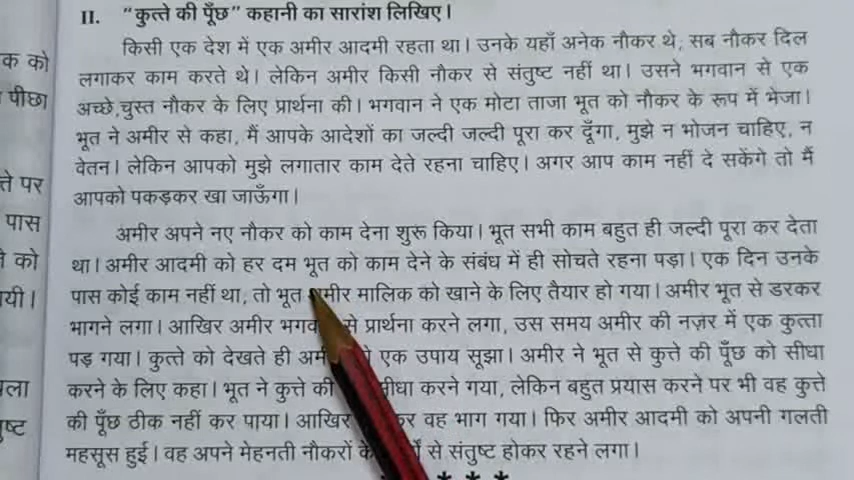 II. “कुत्ते की पूँछ” कहानी का सारांश लिखिए।
किसी एक देश में एक अमीर आदमी रहता था। उनके यहाँ अनेक नौकर थे, सब नौकर दिल
लगाकर काम करते थे। लेकिन अमीर किसी नौकर से संतुष्ट नहीं था। उसने भगवान से एक
अच्छे,चुस्त नौकर के लिए प्रार्थना की। भगवान ने एक मोटा ताजा भूत को नौकर के रूप में भेजा।
भूत ने अमीर से कहा, मैं आपके आदेशों का जल्दी जल्दी पूरा कर दूँगा, मुझे न भोजन चाहिए, न
वेतन। लेकिन आपको मुझे लगातार काम देते रहना चाहिए। अगर आप काम नहीं दे सकेंगे तो मैं
आपको पकड़कर खा जाऊँगा।
अमीर अपने नए नौकर को काम देना शुरू किया। भूत सभी काम बहुत ही जल्दी पूरा कर देता
था। अमीर आदमी को हर दम भूत को काम देने के संबंध में ही सोचते रहना पड़ा। एक दिन उनके
पास कोई काम नहीं था, तो भूत अमीर मालिक को खाने के लिए तैयार हो गया। अमीर भूत से डरकर
भागने लगा। आखिर अमीर से प्रार्थना करने लगा, उस समय अमीर की नज़र में एक कुत्ता
पड़ गया। कुत्ते को देखते ही एक उपाय सूझा। अमीर ने भूत से कुत्ते की पूँछ को सीधा
करने के लिए कहा। भूत ने कुत्ते की करने गया, लेकिन बहुत प्रयास करने पर भी वह कुत्ते
की पूँछ ठीक नहीं कर पाया। आखिर वह भाग गया। फिर अमीर आदमी को अपनी गलती
महसूस हुई। वह अपने मेहनती नौकरों से संतुष्ट होकर रहने लगा।
* * *
क को
पीछा
ते पर
पास
को
गयी।